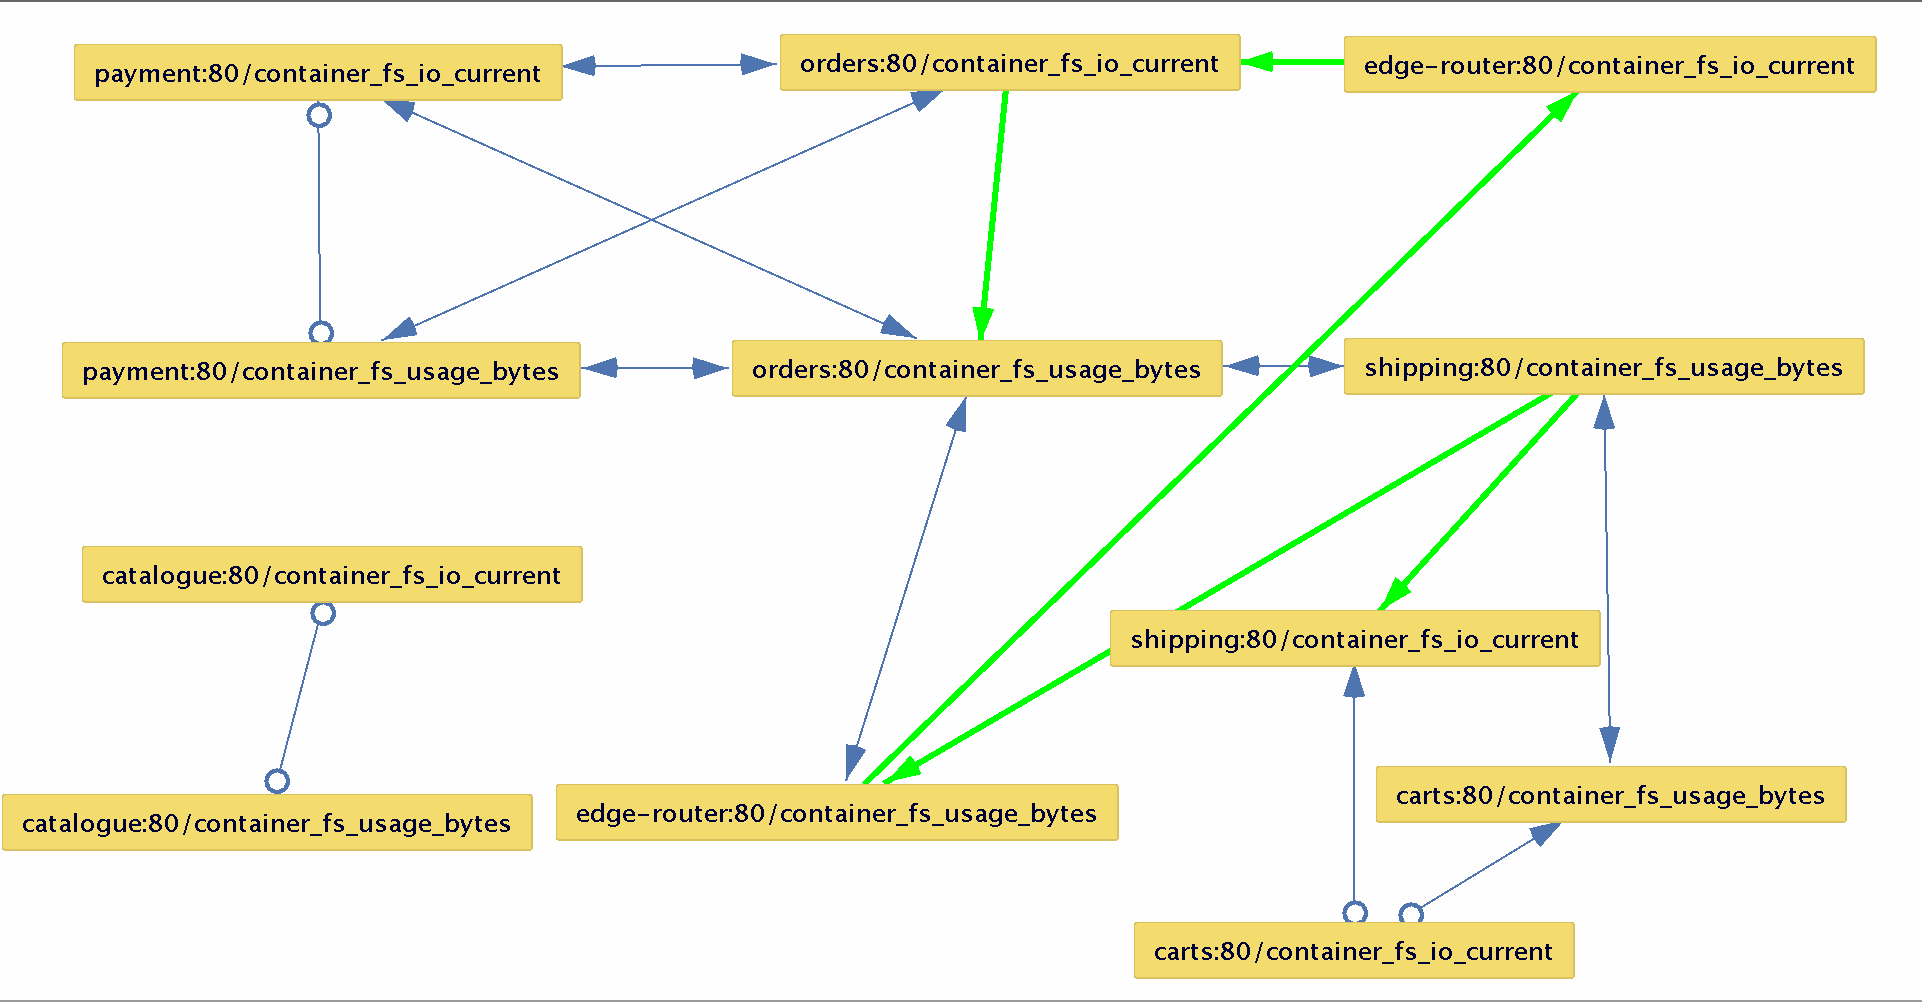 payment:80/container_fs_io_current
orders:80/container_fs_io_current
edge-router:80/container_fs_io_current
payment:80/container_fs_usage_bytes
orders:80/container_fs_usage_bytes
shipping:80/container_fs_usage_bytes
catalogue:80/container_fs_io_current
shipping:80/container_fs_io_current
catalogue:80/container_fs_usage_bytes
edge-router:80/container_fs_usage_bytes
carts:80/container_fs_usage_bytes
carts:80/container_fs_io_current